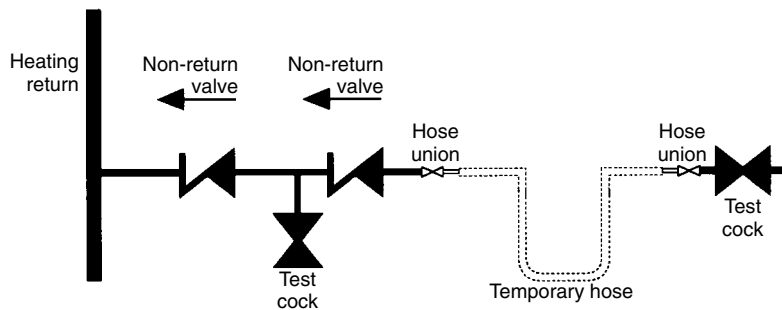 Heating
return
Non-return
valve
Non-return
valve
Hose
union
Hose
union
Test
cock
Test
cock
Temporary hose